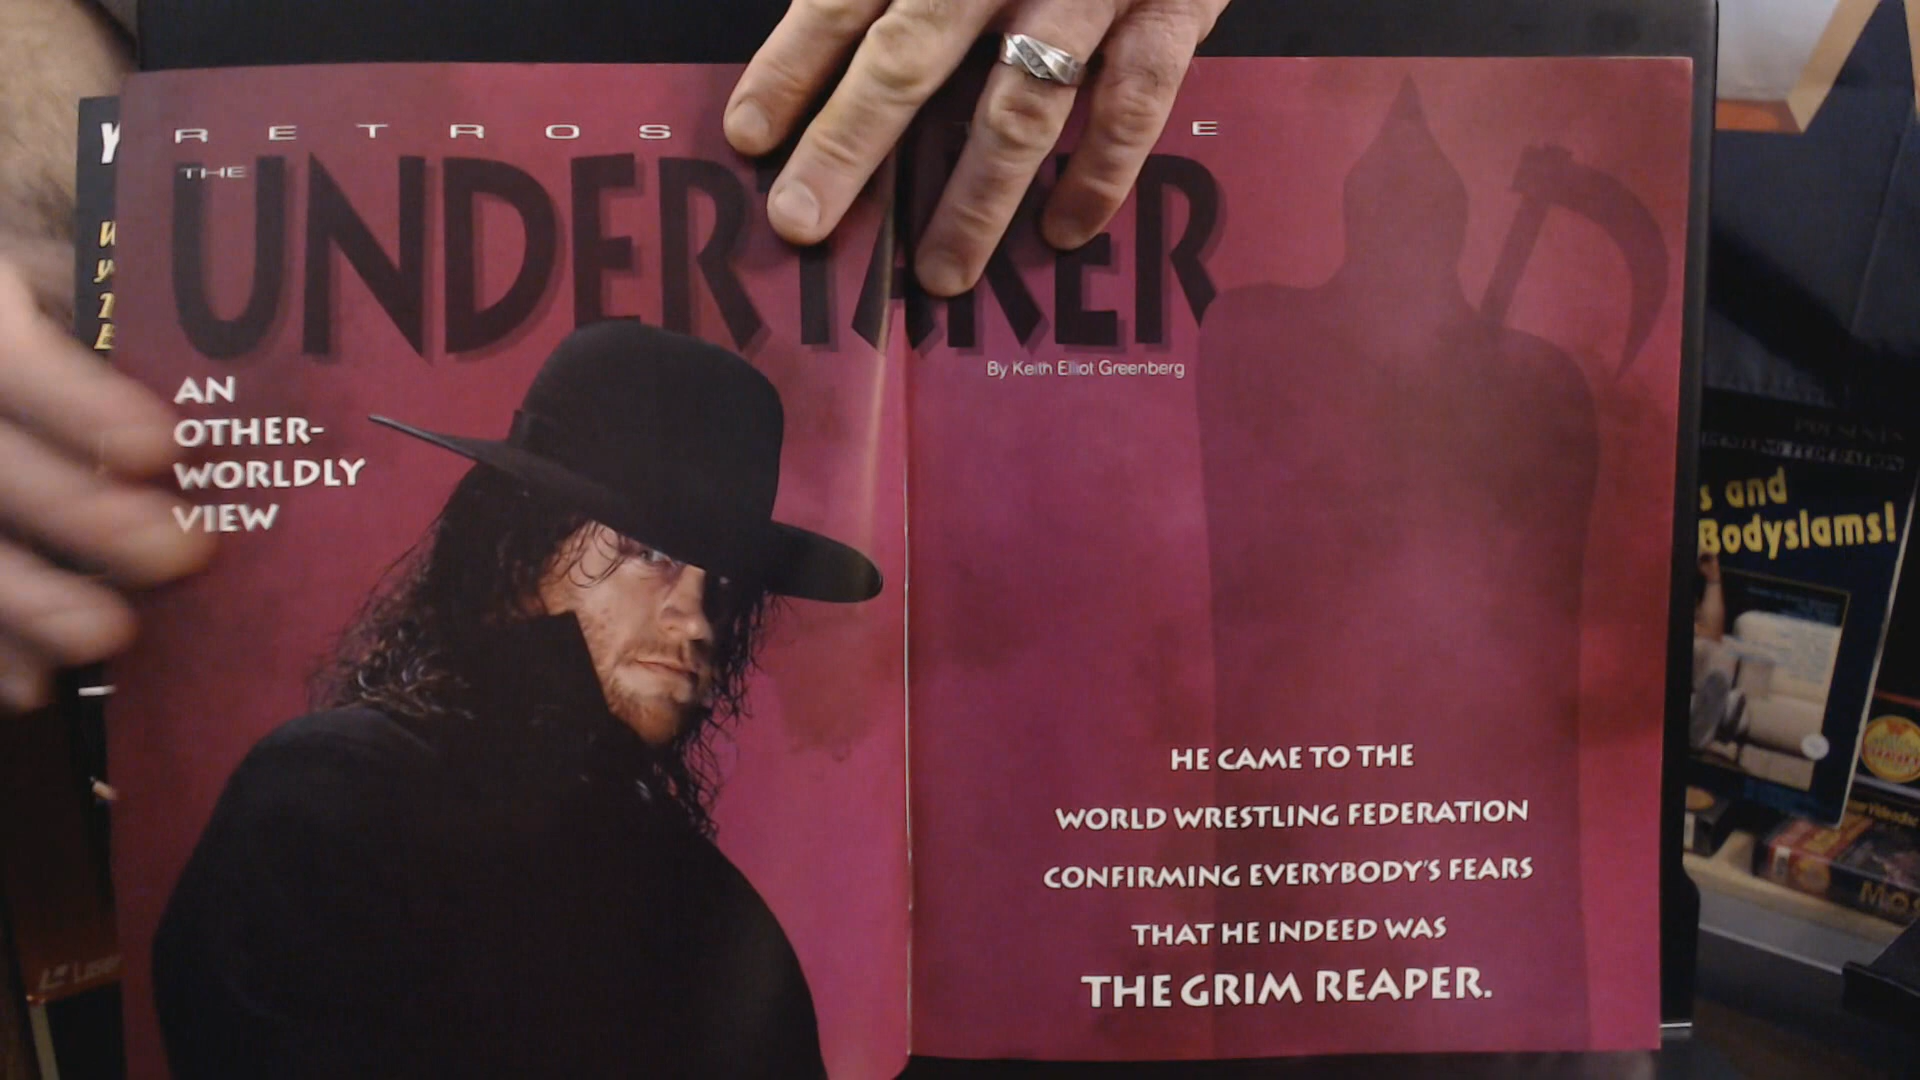 RETROS E
THE
UNDERTAKER
By Keith Elliot Greenberg
AN
OTHER-
WORLDLY
VIEW
HE CAME TO THE
WORLD WRESTLING FEDERATION
CONFIRMING EVERYBODY'S FEARS
THAT HE INDEED WAS
THE GRIM REAPER.
s and
Bodyslams!